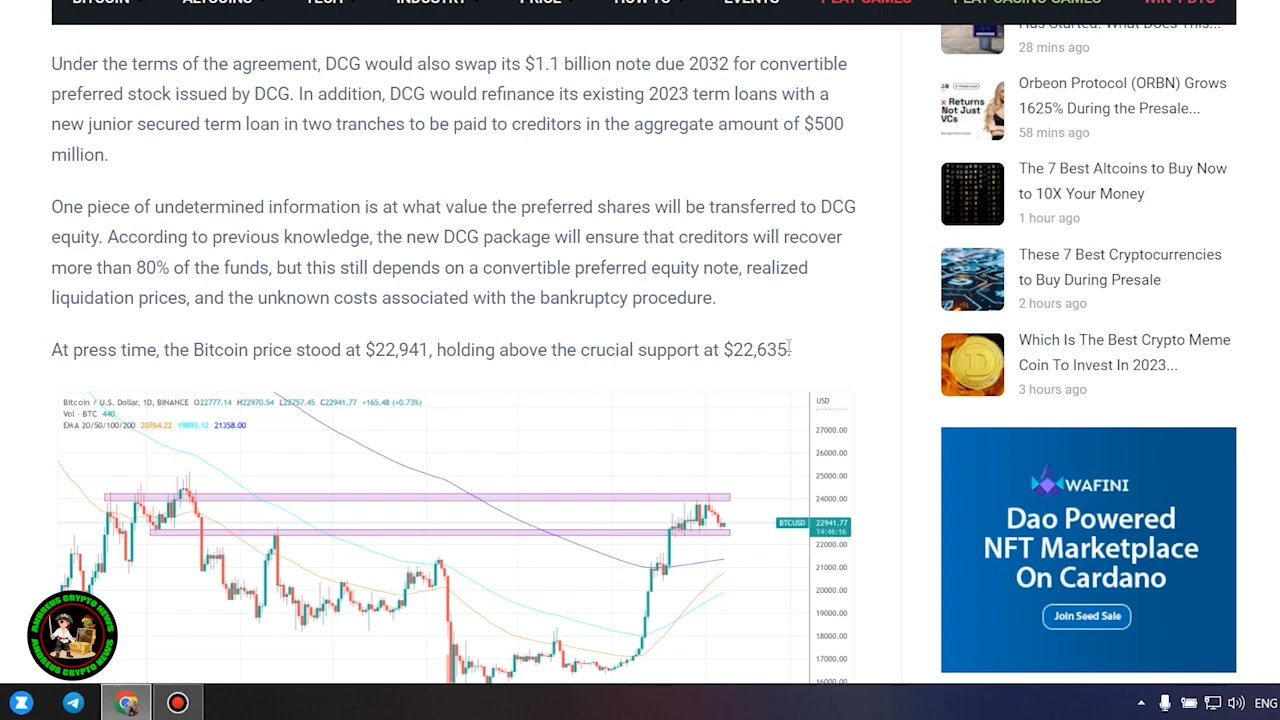 BITCOIN ALTCOINS TECH INDUSTRY PRICE HOW TO EVENTS PLAY GAMES PLAY CASINO GAMES WIN 1 BTC
Under the terms of the agreement, DCG would also swap its $1.1 billion note due 2032 for convertible
preferred stock issued by DCG. In addition, DCG would refinance its existing 2023 term loans with a
new junior secured term loan in two tranches to be paid to creditors in the aggregate amount of $500
million.
One piece of undetermined information is at what value the preferred shares will be transferred to DCG
equity. According to previous knowledge, the new DCG package will ensure that creditors will recover
more than 80% of the funds, but this still depends on a convertible preferred equity note, realized
liquidation prices, and the unknown costs associated with the bankruptcy procedure.
At press time, the Bitcoin price stood at $22,941, holding above the crucial support at $22,635.
Bitcoin / U.S. Dollar, 1D, BINANCE O22777.14 H22970.54 L22757.45 C22941.77 +165.48 (+0.73%)
Vol · BTC 440
EMA 20/50/100/200 20764.22 19893.12 21358.00
USD
27000.00
26000.00
25000.00
24000.00
BTCUSD 22941.77
14:46:16
22000.00
21000.00
20000.00
19000.00
18000.00
17000.00
16000.00
ANDREUS CRYPTO NEWS
ANDREUS CRYPTO NEWS
Has Started: What Does This...
28 mins ago
Returns
Not Just
VCs
Orbeon Protocol (ORBN) Grows
1625% During the Presale...
58 mins ago
The 7 Best Altcoins to Buy Now
to 10X Your Money
1 hour ago
These 7 Best Cryptocurrencies
to Buy During Presale
2 hours ago
Which Is The Best Crypto Meme
Coin To Invest In 2023...
3 hours ago
WAFINI
Dao Powered
NFT Marketplace
On Cardano
Join Seed Sale
ENG